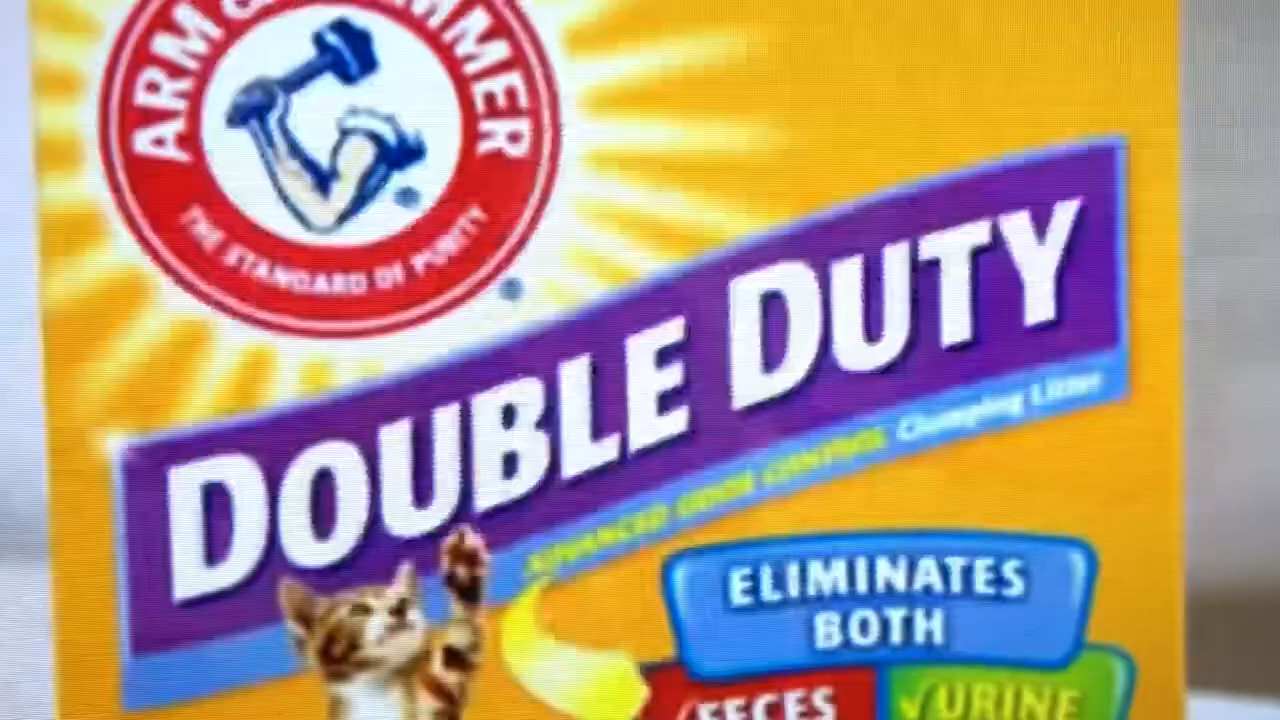 ARM & HAMMER
THE STANDARD OF PURITY
®
®
DOUBLE DUTY
ADVANCED ODOR CONTROL Clumping Litter
ELIMINATES
BOTH
✓FECES ✓URINE